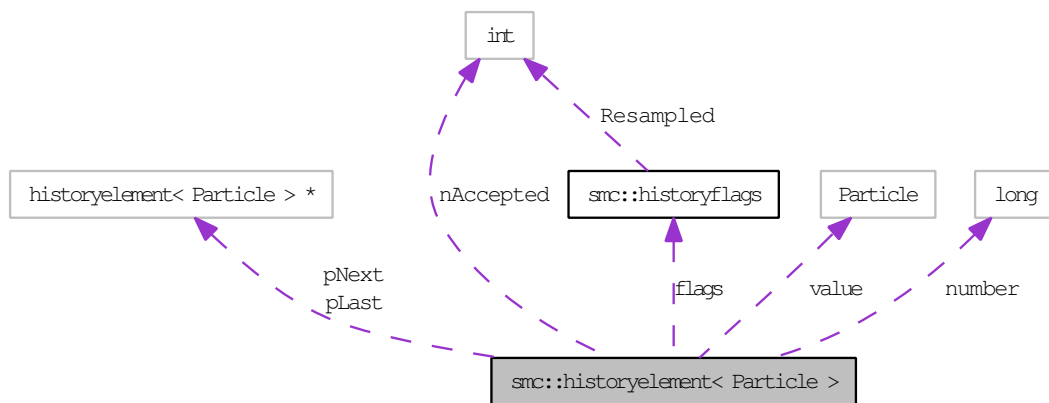 int
Resampled
historyelement< Particle > *
nAccepted
smc::historyflags
Particle
long
pNext
pLast
flags
value
number
smc::historyelement< Particle >